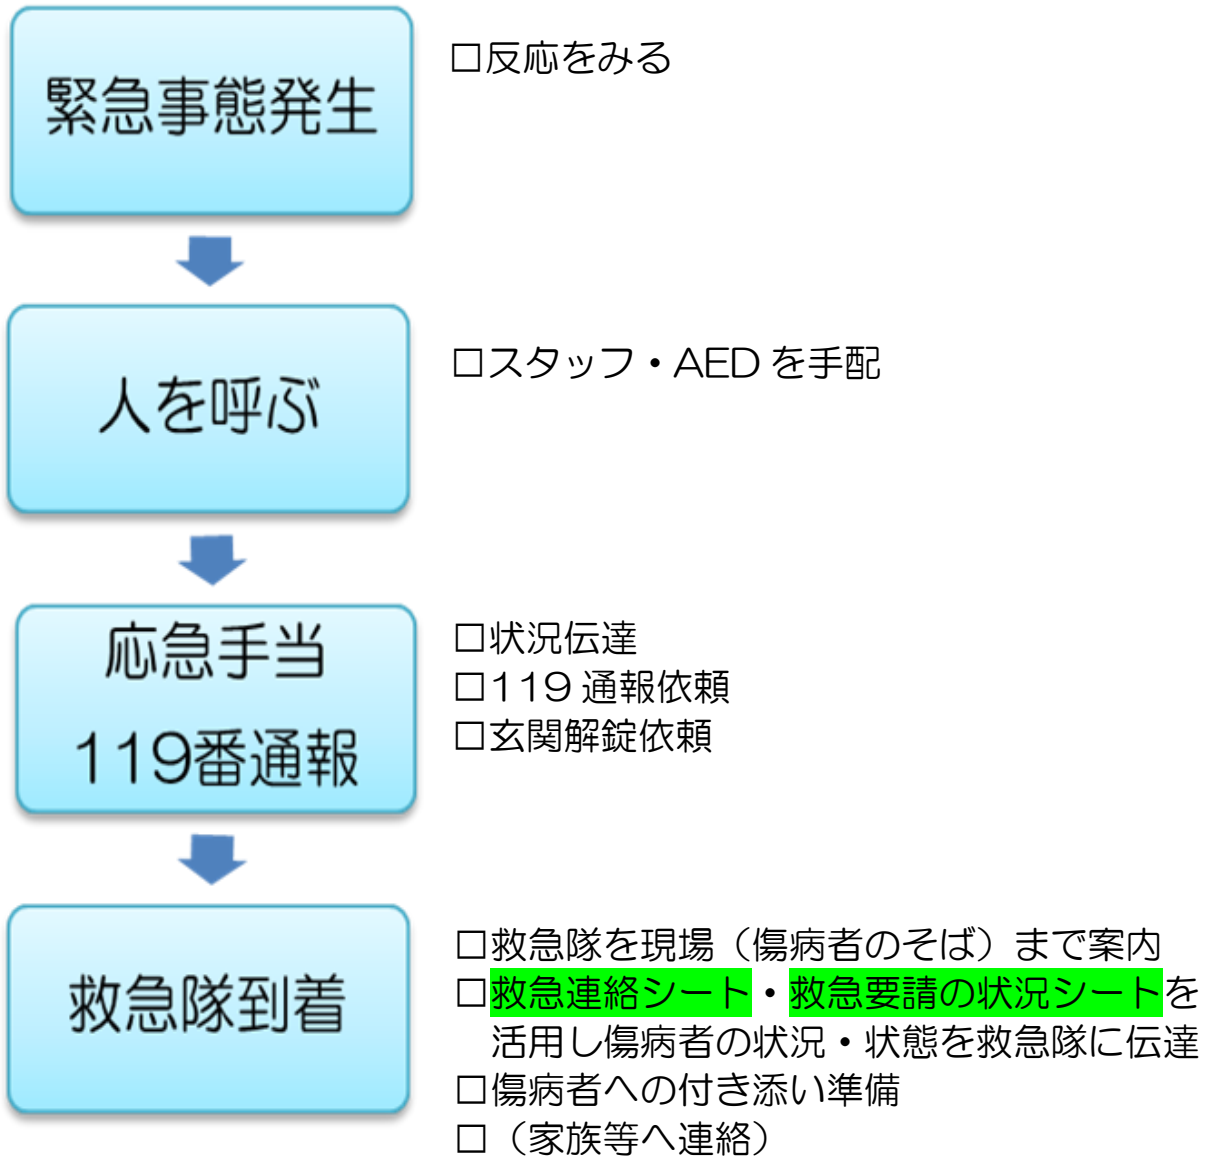 緊急事態発生
□反応をみる
人を呼ぶ
□スタッフ・AEDを手配
応急手当
119番通報
□状況伝達
□119通報依頼
□玄関解錠依頼
救急隊到着
□救急隊を現場（傷病者のそば）まで案内
□救急連絡シート・救急要請の状況シートを
活用し傷病者の状況・状態を救急隊に伝達
□傷病者への付き添い準備
□（家族等へ連絡）